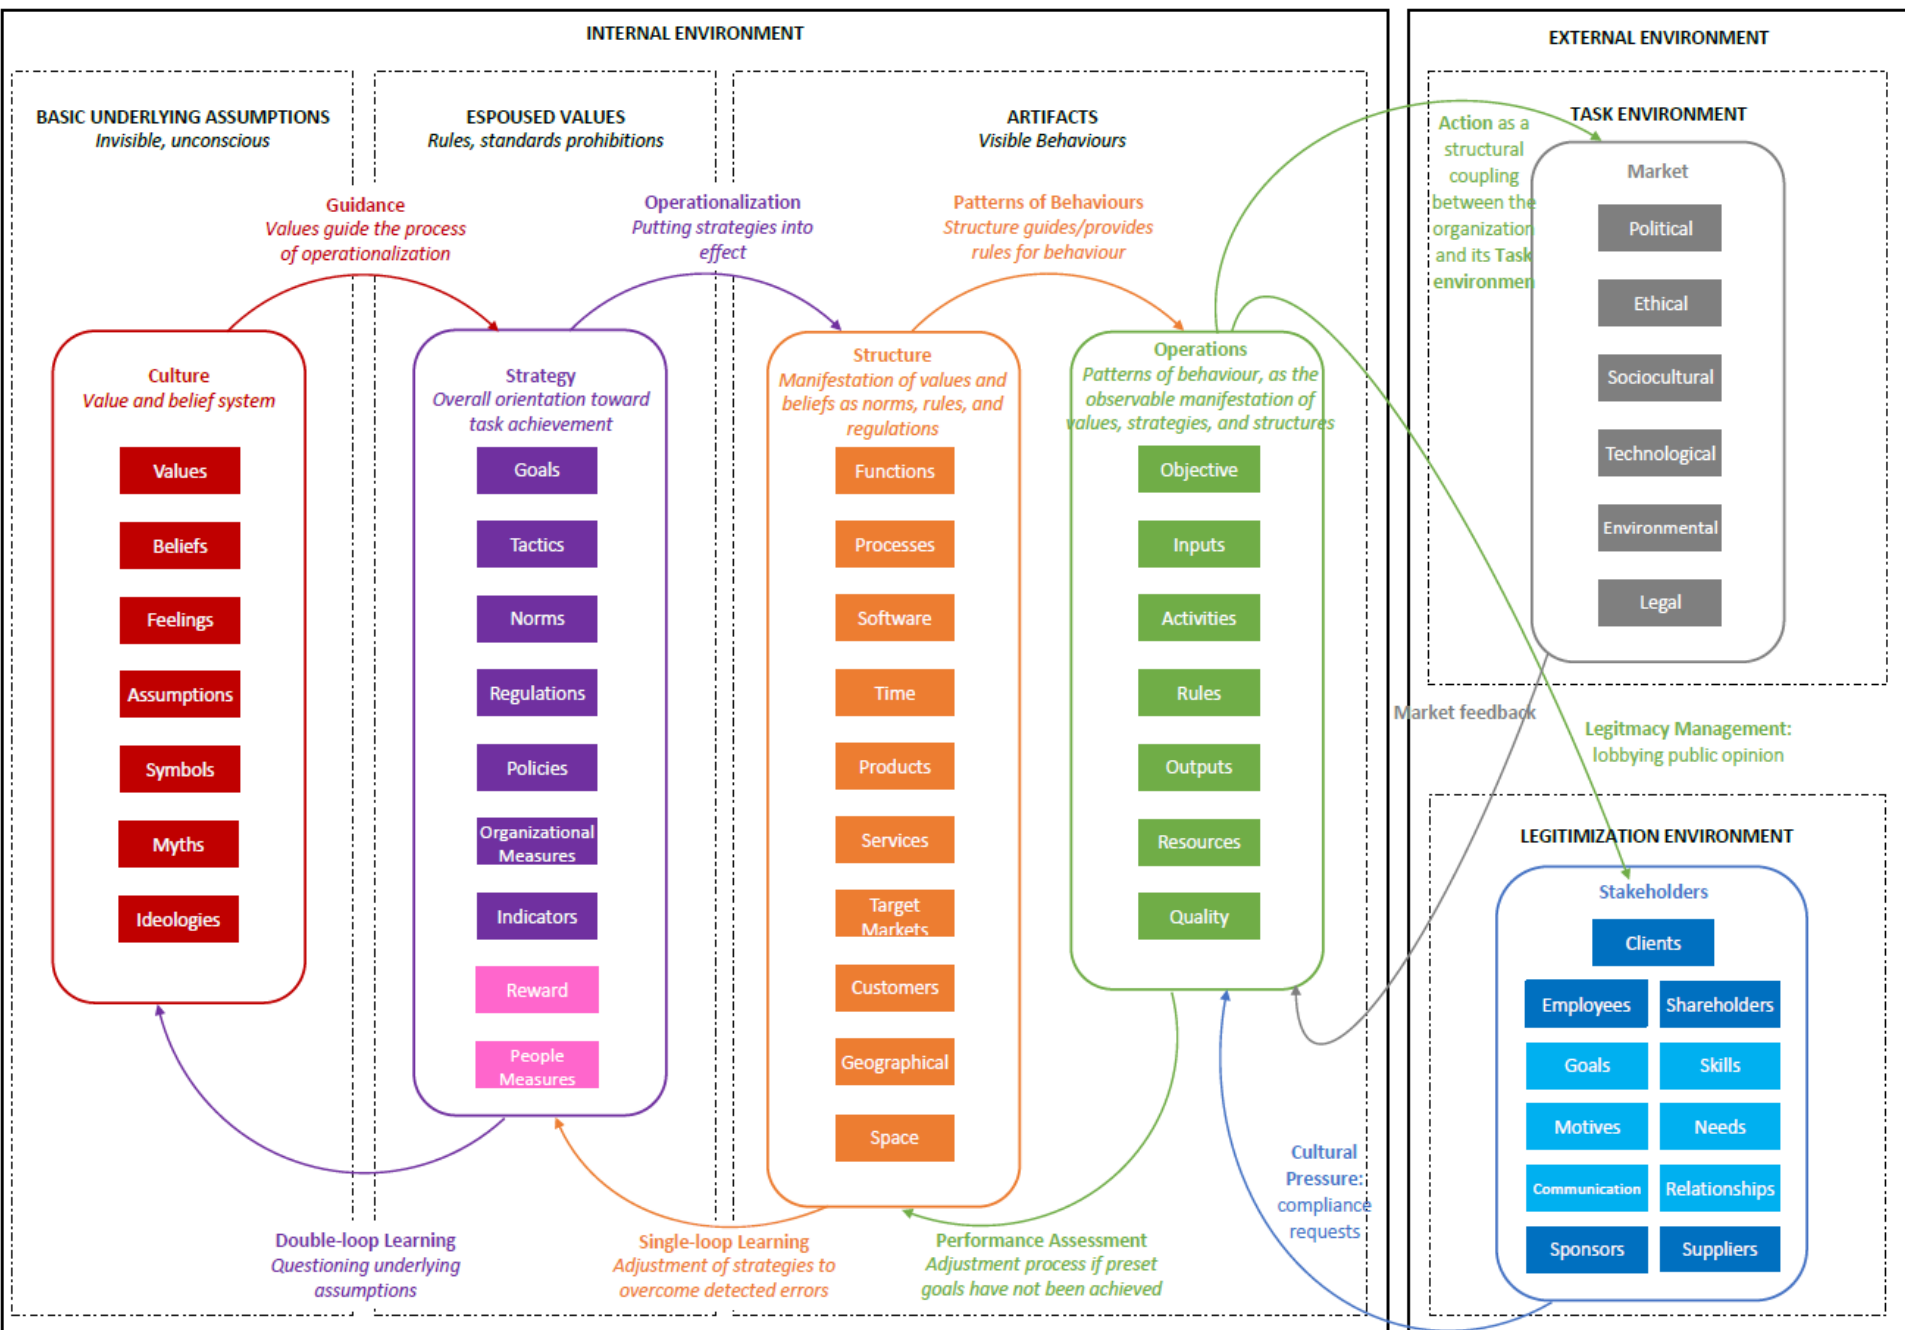 INTERNAL ENVIRONMENT
BASIC UNDERLYING ASSUMPTIONS
Invisible, unconscious
ESPOUSED VALUES
Rules, standards prohibitions
ARTIFACTS
Visible Behaviours
Guidance
Values guide the process
of operationalization
Operationalization
Putting strategies into
effect
Patterns of Behaviours
Structure guides/provides
rules for behaviour
Culture
Value and belief system
Values
Beliefs
Feelings
Assumptions
Symbols
Myths
Ideologies
Strategy
Overall orientation toward
task achievement
Goals
Tactics
Norms
Regulations
Policies
Organizational
Measures
Indicators
Reward
People
Measures
Structure
Manifestation of values and
beliefs as norms, rules, and
regulations
Functions
Processes
Software
Time
Products
Services
Target
Markets
Customers
Geographical
Space
Operations
Patterns of behaviour, as the
observable manifestation of
values, strategies, and structures
Objective
Inputs
Activities
Rules
Outputs
Resources
Quality
Double-loop Learning
Questioning underlying
assumptions
Single-loop Learning
Adjustment of strategies to
overcome detected errors
Performance Assessment
Adjustment process if preset
goals have not been achieved
Cultural
Pressure:
compliance
requests
EXTERNAL ENVIRONMENT
TASK ENVIRONMENT
Action as a
structural
coupling
between the
organization
and its Task
environmen
Market
Political
Ethical
Sociocultural
Technological
Environmental
Legal
Market feedback
Legitmacy Management:
lobbying public opinion
LEGITIMIZATION ENVIRONMENT
Stakeholders
Clients
Employees
Shareholders
Goals
Skills
Motives
Needs
Communication
Relationships
Sponsors
Suppliers